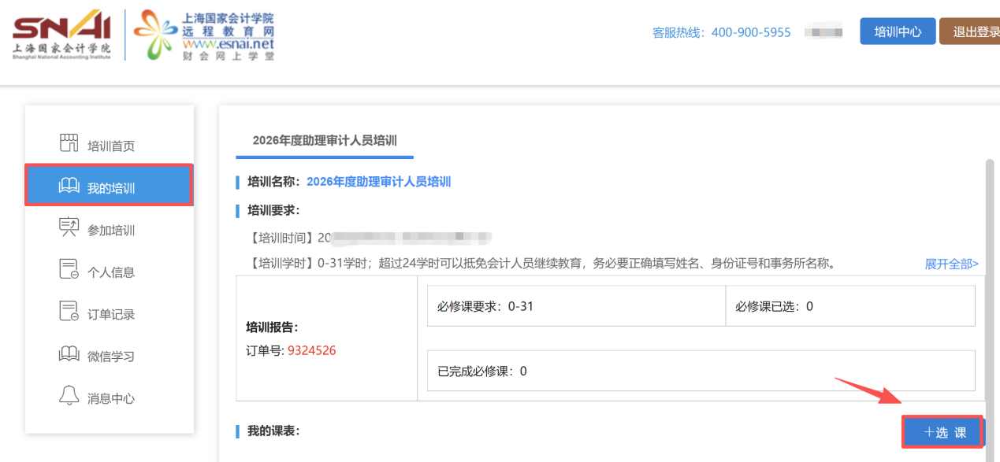 SNAI
上海国家会计学院
Shanghai National Accounting Institute
上海国家会计学院
远程教育网
www.esnai.net
财会网上学堂
客服热线：400-900-5955
培训中心
退出登录
培训首页
我的培训
参加培训
个人信息
订单记录
微信学习
消息中心
2026年度助理审计人员培训
培训名称：2026年度助理审计人员培训
培训要求：
【培训时间】20
【培训学时】0-31学时；超过24学时可以抵免会计人员继续教育，务必要正确填写姓名、身份证号和事务所名称。
展开全部>
培训报告：
订单号: 9324526
必修课要求：0-31
必修课已选：0
已完成必修课：0
我的课表：
+选 课